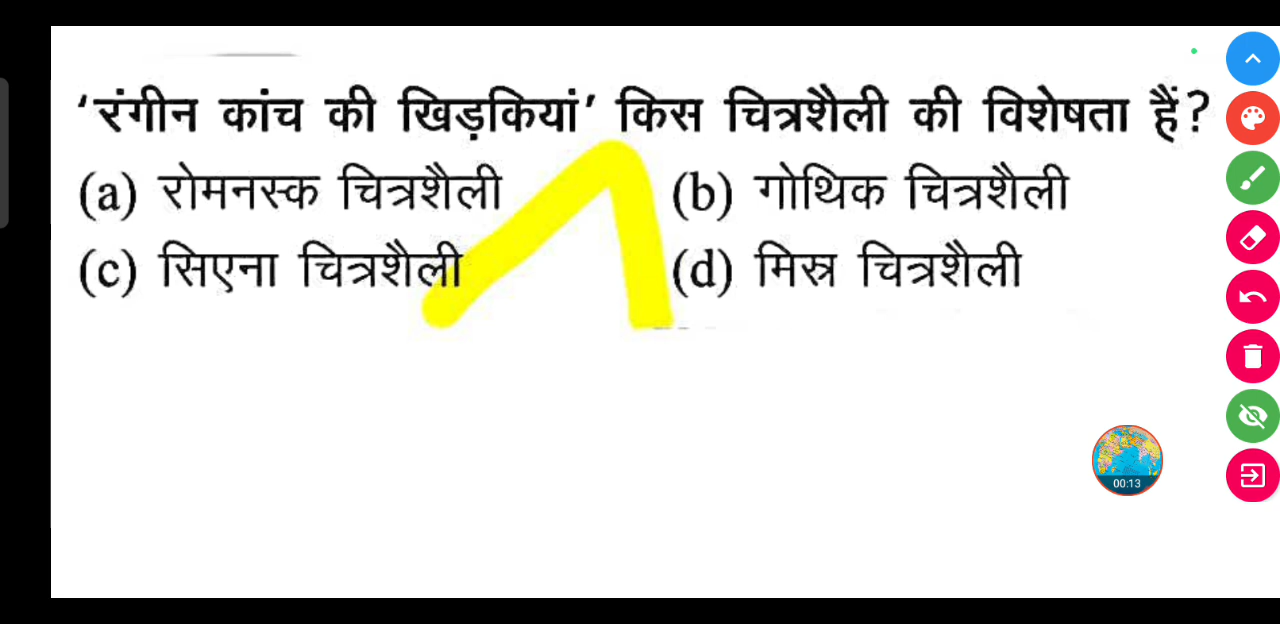 ‘रंगीन कांच की खिड़कियां’ किस चित्रशैली की विशेषता हैं?
(a) रोमनस्क चित्रशैली (b) गोथिक चित्रशैली
(c) सिएना चित्रशैली (d) मिस्र चित्रशैली
00:13